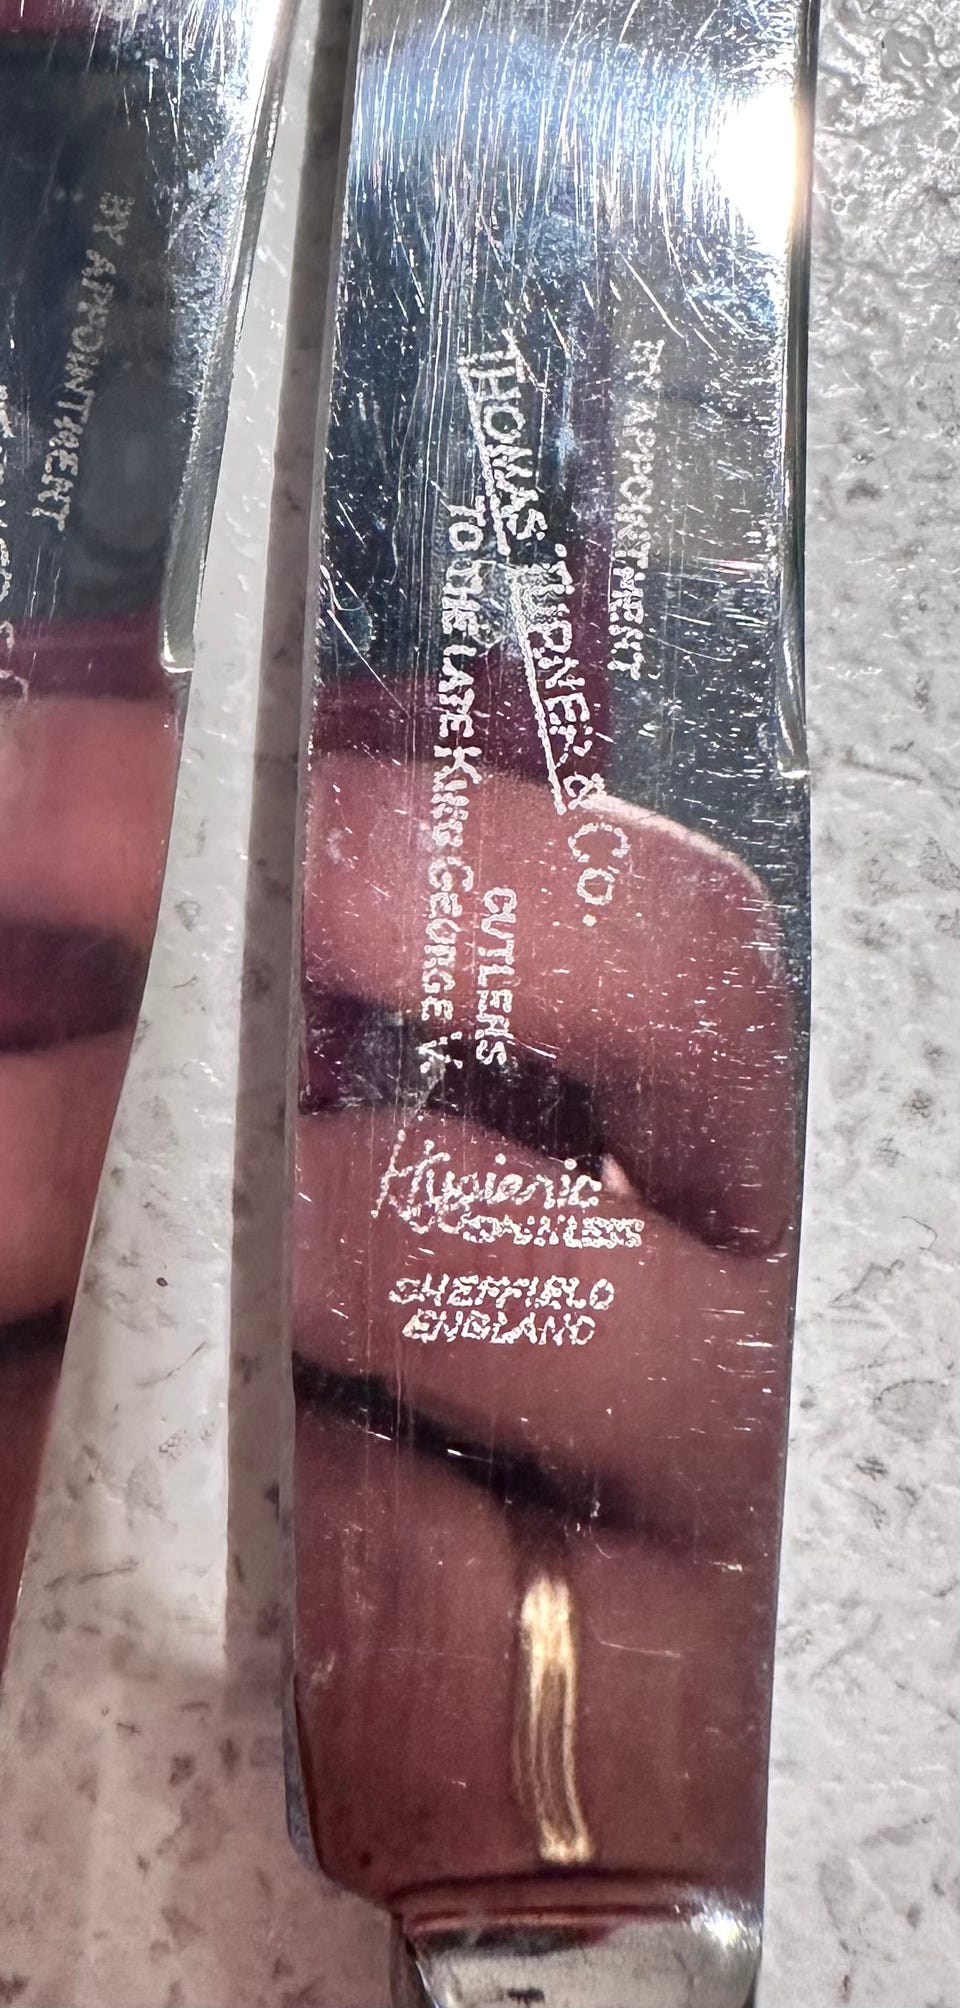 BY APPOINTMENT
BY APPOINTMENT
THOMAS TURNER & CO.
CUTLERS
TO THE LATE KING GEORGE V.
Hygienic
STAINLESS
SHEFFIELD
ENGLAND